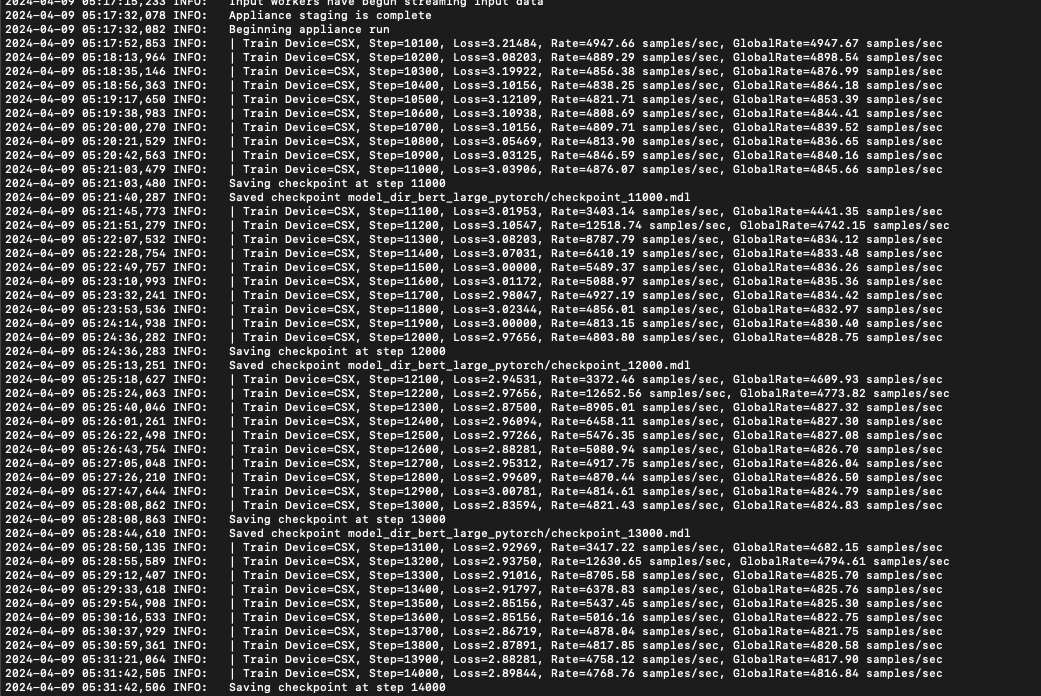 2024-04-09 05:17:15,233 INFO: Input workers have begun streaming input data
2024-04-09 05:17:32,078 INFO: Appliance staging is complete
2024-04-09 05:17:32,082 INFO: Beginning appliance run
2024-04-09 05:17:52,853 INFO: | Train Device=CSX, Step=10100, Loss=3.21484, Rate=4947.66 samples/sec, GlobalRate=4947.67 samples/sec
2024-04-09 05:18:13,964 INFO: | Train Device=CSX, Step=10200, Loss=3.08203, Rate=4889.29 samples/sec, GlobalRate=4898.54 samples/sec
2024-04-09 05:18:35,146 INFO: | Train Device=CSX, Step=10300, Loss=3.19922, Rate=4856.38 samples/sec, GlobalRate=4876.99 samples/sec
2024-04-09 05:18:56,363 INFO: | Train Device=CSX, Step=10400, Loss=3.10156, Rate=4838.25 samples/sec, GlobalRate=4864.18 samples/sec
2024-04-09 05:19:17,650 INFO: | Train Device=CSX, Step=10500, Loss=3.12109, Rate=4821.71 samples/sec, GlobalRate=4853.39 samples/sec
2024-04-09 05:19:38,983 INFO: | Train Device=CSX, Step=10600, Loss=3.10938, Rate=4808.69 samples/sec, GlobalRate=4844.41 samples/sec
2024-04-09 05:20:00,270 INFO: | Train Device=CSX, Step=10700, Loss=3.10156, Rate=4809.71 samples/sec, GlobalRate=4839.52 samples/sec
2024-04-09 05:20:21,529 INFO: | Train Device=CSX, Step=10800, Loss=3.05469, Rate=4813.90 samples/sec, GlobalRate=4836.65 samples/sec
2024-04-09 05:20:42,563 INFO: | Train Device=CSX, Step=10900, Loss=3.03125, Rate=4846.59 samples/sec, GlobalRate=4840.16 samples/sec
2024-04-09 05:21:03,479 INFO: | Train Device=CSX, Step=11000, Loss=3.03906, Rate=4876.07 samples/sec, GlobalRate=4845.66 samples/sec
2024-04-09 05:21:03,480 INFO: Saving checkpoint at step 11000
2024-04-09 05:21:40,287 INFO: Saved checkpoint model_dir_bert_large_pytorch/checkpoint_11000.mdl
2024-04-09 05:21:45,773 INFO: | Train Device=CSX, Step=11100, Loss=3.01953, Rate=3403.14 samples/sec, GlobalRate=4441.35 samples/sec
2024-04-09 05:21:51,279 INFO: | Train Device=CSX, Step=11200, Loss=3.10547, Rate=12518.74 samples/sec, GlobalRate=4742.15 samples/sec
2024-04-09 05:22:07,532 INFO: | Train Device=CSX, Step=11300, Loss=3.08203, Rate=8787.79 samples/sec, GlobalRate=4834.12 samples/sec
2024-04-09 05:22:28,754 INFO: | Train Device=CSX, Step=11400, Loss=3.07031, Rate=6410.19 samples/sec, GlobalRate=4833.48 samples/sec
2024-04-09 05:22:49,757 INFO: | Train Device=CSX, Step=11500, Loss=3.00000, Rate=5489.37 samples/sec, GlobalRate=4836.26 samples/sec
2024-04-09 05:23:10,993 INFO: | Train Device=CSX, Step=11600, Loss=3.01172, Rate=5088.97 samples/sec, GlobalRate=4835.36 samples/sec
2024-04-09 05:23:32,241 INFO: | Train Device=CSX, Step=11700, Loss=2.98047, Rate=4927.19 samples/sec, GlobalRate=4834.42 samples/sec
2024-04-09 05:23:53,536 INFO: | Train Device=CSX, Step=11800, Loss=3.02344, Rate=4856.01 samples/sec, GlobalRate=4832.97 samples/sec
2024-04-09 05:24:14,938 INFO: | Train Device=CSX, Step=11900, Loss=3.00000, Rate=4813.15 samples/sec, GlobalRate=4830.40 samples/sec
2024-04-09 05:24:36,282 INFO: | Train Device=CSX, Step=12000, Loss=2.97656, Rate=4803.80 samples/sec, GlobalRate=4828.75 samples/sec
2024-04-09 05:24:36,283 INFO: Saving checkpoint at step 12000
2024-04-09 05:25:13,251 INFO: Saved checkpoint model_dir_bert_large_pytorch/checkpoint_12000.mdl
2024-04-09 05:25:18,627 INFO: | Train Device=CSX, Step=12100, Loss=2.94531, Rate=3372.46 samples/sec, GlobalRate=4609.93 samples/sec
2024-04-09 05:25:24,063 INFO: | Train Device=CSX, Step=12200, Loss=2.97656, Rate=12652.56 samples/sec, GlobalRate=4773.82 samples/sec
2024-04-09 05:25:40,046 INFO: | Train Device=CSX, Step=12300, Loss=2.87500, Rate=8905.01 samples/sec, GlobalRate=4827.32 samples/sec
2024-04-09 05:26:01,261 INFO: | Train Device=CSX, Step=12400, Loss=2.96094, Rate=6458.11 samples/sec, GlobalRate=4827.30 samples/sec
2024-04-09 05:26:22,498 INFO: | Train Device=CSX, Step=12500, Loss=2.97266, Rate=5476.35 samples/sec, GlobalRate=4827.08 samples/sec
2024-04-09 05:26:43,754 INFO: | Train Device=CSX, Step=12600, Loss=2.88281, Rate=5080.94 samples/sec, GlobalRate=4826.70 samples/sec
2024-04-09 05:27:05,048 INFO: | Train Device=CSX, Step=12700, Loss=2.95312, Rate=4917.75 samples/sec, GlobalRate=4826.04 samples/sec
2024-04-09 05:27:26,210 INFO: | Train Device=CSX, Step=12800, Loss=2.99609, Rate=4870.44 samples/sec, GlobalRate=4826.50 samples/sec
2024-04-09 05:27:47,644 INFO: | Train Device=CSX, Step=12900, Loss=3.00781, Rate=4814.61 samples/sec, GlobalRate=4824.79 samples/sec
2024-04-09 05:28:08,862 INFO: | Train Device=CSX, Step=13000, Loss=2.83594, Rate=4821.43 samples/sec, GlobalRate=4824.83 samples/sec
2024-04-09 05:28:08,863 INFO: Saving checkpoint at step 13000
2024-04-09 05:28:44,610 INFO: Saved checkpoint model_dir_bert_large_pytorch/checkpoint_13000.mdl
2024-04-09 05:28:50,135 INFO: | Train Device=CSX, Step=13100, Loss=2.92969, Rate=3417.22 samples/sec, GlobalRate=4682.15 samples/sec
2024-04-09 05:28:55,589 INFO: | Train Device=CSX, Step=13200, Loss=2.93750, Rate=12630.65 samples/sec, GlobalRate=4794.61 samples/sec
2024-04-09 05:29:12,407 INFO: | Train Device=CSX, Step=13300, Loss=2.91016, Rate=8705.58 samples/sec, GlobalRate=4825.70 samples/sec
2024-04-09 05:29:33,618 INFO: | Train Device=CSX, Step=13400, Loss=2.91797, Rate=6378.83 samples/sec, GlobalRate=4825.76 samples/sec
2024-04-09 05:29:54,908 INFO: | Train Device=CSX, Step=13500, Loss=2.85156, Rate=5437.45 samples/sec, GlobalRate=4825.30 samples/sec
2024-04-09 05:30:16,533 INFO: | Train Device=CSX, Step=13600, Loss=2.85156, Rate=5016.16 samples/sec, GlobalRate=4822.75 samples/sec
2024-04-09 05:30:37,929 INFO: | Train Device=CSX, Step=13700, Loss=2.86719, Rate=4878.04 samples/sec, GlobalRate=4821.75 samples/sec
2024-04-09 05:30:59,361 INFO: | Train Device=CSX, Step=13800, Loss=2.87891, Rate=4817.85 samples/sec, GlobalRate=4820.58 samples/sec
2024-04-09 05:31:21,064 INFO: | Train Device=CSX, Step=13900, Loss=2.88281, Rate=4758.12 samples/sec, GlobalRate=4817.90 samples/sec
2024-04-09 05:31:42,505 INFO: | Train Device=CSX, Step=14000, Loss=2.89844, Rate=4768.76 samples/sec, GlobalRate=4816.84 samples/sec
2024-04-09 05:31:42,506 INFO: Saving checkpoint at step 14000